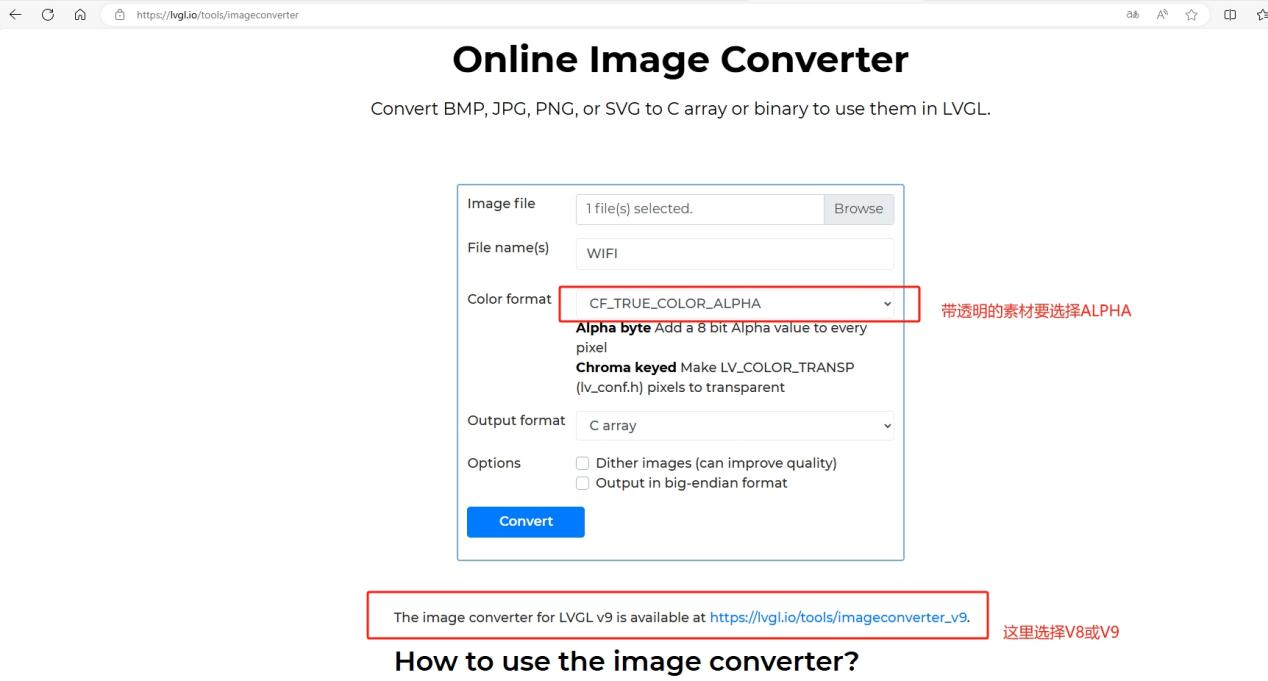 https://lvgl.io/tools/imageconverter
Online Image Converter
Convert BMP, JPG, PNG, or SVG to C array or binary to use them in LVGL.
Image file
1 file(s) selected.
Browse
File name(s)
WIFI
Color format
CF_TRUE_COLOR_ALPHA
带透明的素材要选择ALPHA
Alpha byte Add a 8 bit Alpha value to every
pixel
Chroma keyed Make LV_COLOR_TRANSP
(lv_conf.h) pixels to transparent
Output format
C array
Options
Dither images (can improve quality)
Output in big-endian format
Convert
The image converter for LVGL v9 is available at https://lvgl.io/tools/imageconverter_v9.
这里选择V8或V9
How to use the image converter?